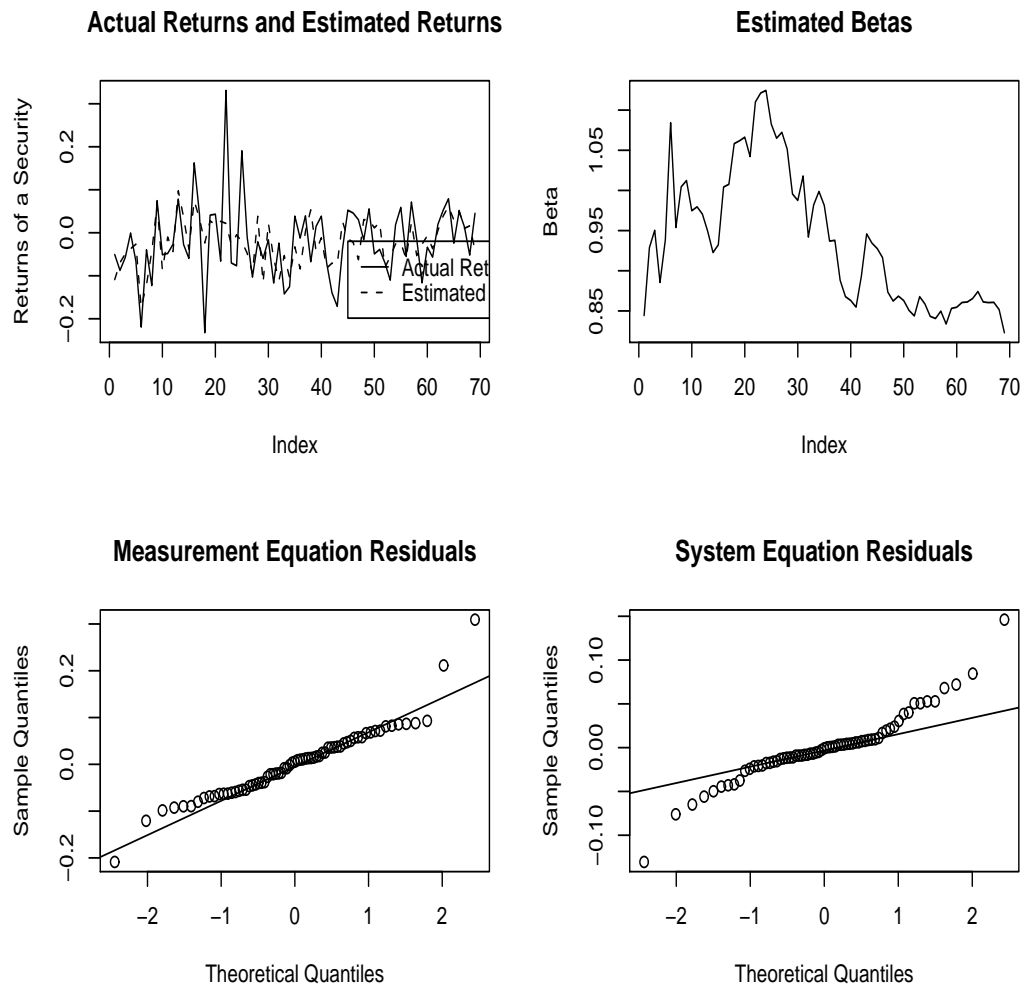 Actual Returns and Estimated Returns
Returns of a Security
0.2
0.0
−0.2
Actual Ret
Estimated
0 10 20 30 40 50 60 70
Index
Estimated Betas
Beta
1.05
0.95
0.85
0 10 20 30 40 50 60 70
Index
Measurement Equation Residuals
Sample Quantiles
0.2
0.0
−0.2
−2 −1 0 1 2
Theoretical Quantiles
System Equation Residuals
Sample Quantiles
0.10
0.00
−0.10
−2 −1 0 1 2
Theoretical Quantiles